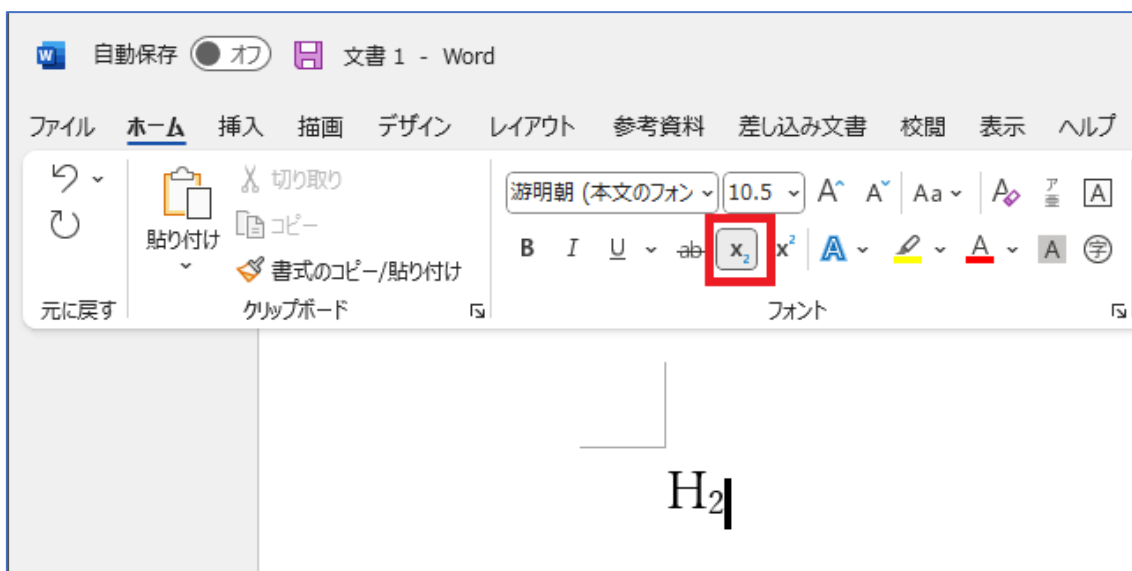 自動保存 オフ 文書 1 - Word
ファイル ホーム 挿入 描画 デザイン レイアウト 参考資料 差し込み文書 校閲 表示 ヘルプ
貼り付け
切り取り
コピー
書式のコピー/貼り付け
游明朝 (本文のフォン 10.5 A^ Aˇ Aa A ア亜 A
B I U ab x₂ x² A A A 字
元に戻す クリップボード フォント
H₂